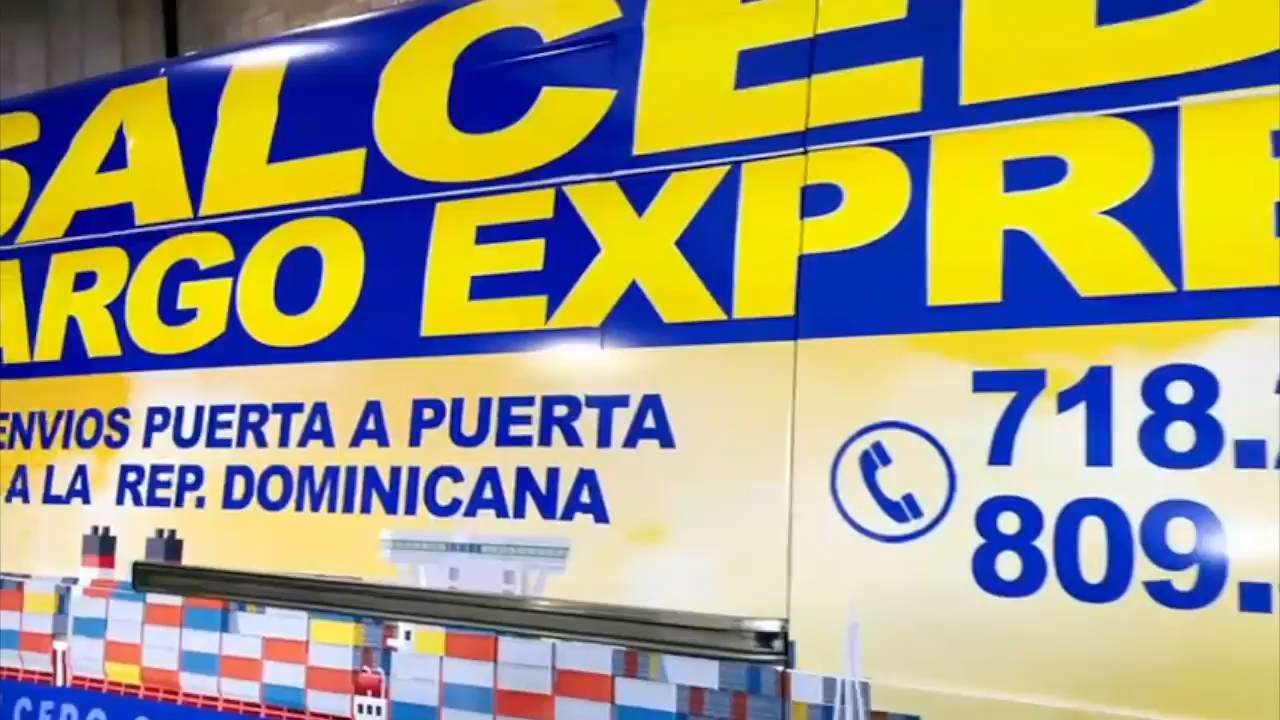 SALCED
ARGO EXPRE
ENVIOS PUERTA A PUERTA
A LA REP. DOMINICANA
718.
809.